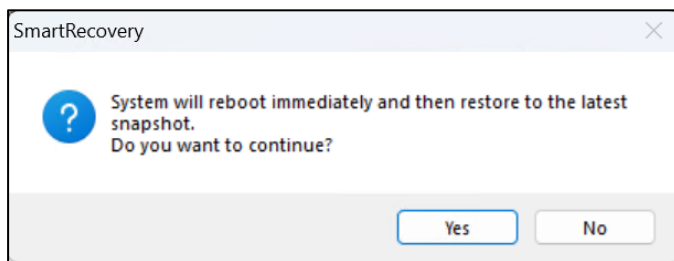 SmartRecovery
System will reboot immediately and then restore to the latest
snapshot.
Do you want to continue?
Yes
No